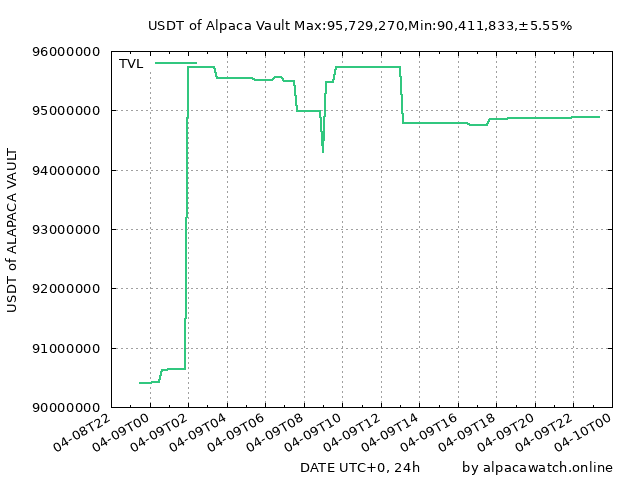 USDT of Alpaca Vault Max:95,729,270,Min:90,411,833,±5.55%
TVL
96000000
95000000
94000000
93000000
92000000
91000000
90000000
USDT of ALAPACA VAULT
04-08T22
04-09T00
04-09T02
04-09T04
04-09T06
04-09T08
04-09T10
04-09T12
04-09T14
04-09T16
04-09T18
04-09T20
04-09T22
04-10T00
DATE UTC+0, 24h
by alpacawatch.online